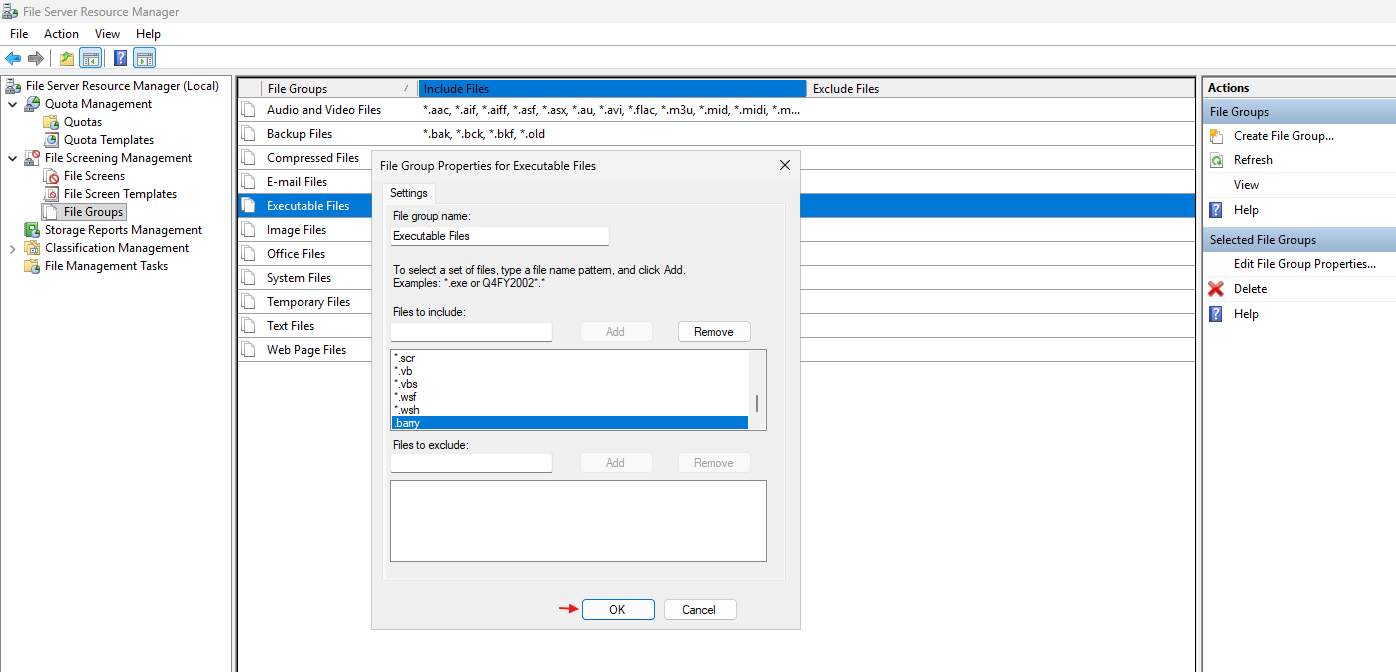 File Server Resource Manager
File Action View Help
File Server Resource Manager (Local)
Quota Management
Quotas
Quota Templates
File Screening Management
File Screens
File Screen Templates
File Groups
Storage Reports Management
Classification Management
File Management Tasks
File Groups Include Files Exclude Files
Audio and Video Files *.aac, *.aif, *.aiff, *.asf, *.asx, *.au, *.avi, *.flac, *.m3u, *.mid, *.midi, *.m...
Backup Files *.bak, *.bck, *.bkf, *.old
Compressed Files
E-mail Files
Executable Files
Image Files
Office Files
System Files
Temporary Files
Text Files
Web Page Files
File Group Properties for Executable Files
Settings
File group name:
Executable Files
To select a set of files, type a file name pattern, and click Add.
Examples: *.exe or Q4FY2002*.*
Files to include:
Add Remove
*.scr
*.vb
*.vbs
*.wsf
*.wsh
.barry
Files to exclude:
Add Remove
OK Cancel
Actions
File Groups
Create File Group...
Refresh
View
Help
Selected File Groups
Edit File Group Properties...
Delete
Help